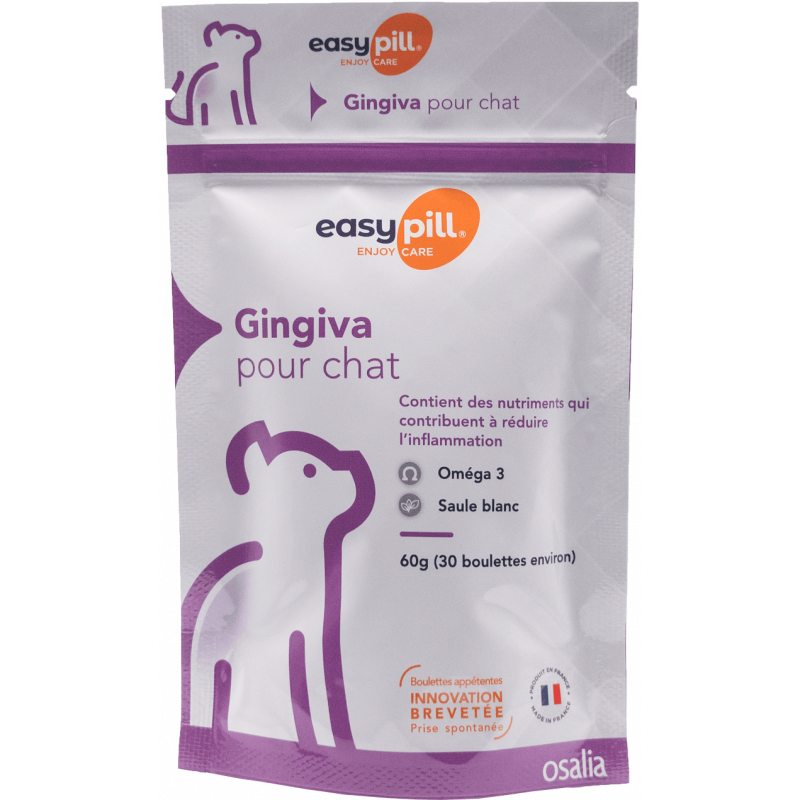 easypill®
ENJOY CARE
Gingiva pour chat
easypill®
ENJOY CARE
Gingiva
pour chat
Contient des nutriments qui
contribuent à réduire
l'inflammation
Oméga 3
Saule blanc
60g (30 boulettes environ)
Boulettes appétentes
INNOVATION
BREVETÉE
Prise spontanée
PRODUIT EN FRANCE
MADE IN FRANCE
osalia